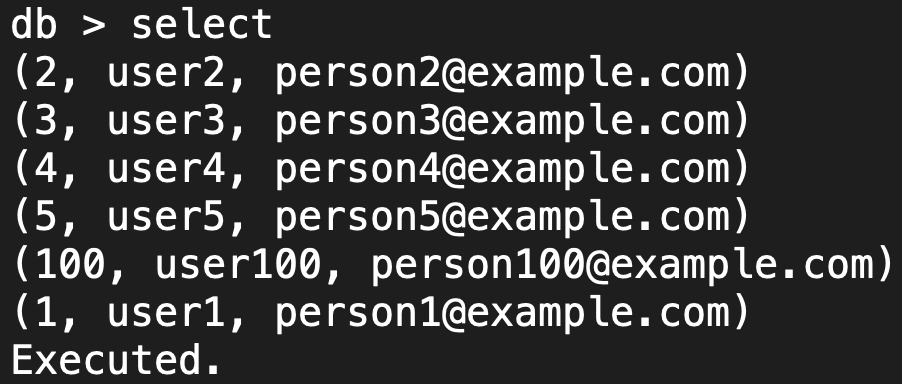 db > select
(2, user2, person2@example.com)
(3, user3, person3@example.com)
(4, user4, person4@example.com)
(5, user5, person5@example.com)
(100, user100, person100@example.com)
(1, user1, person1@example.com)
Executed.